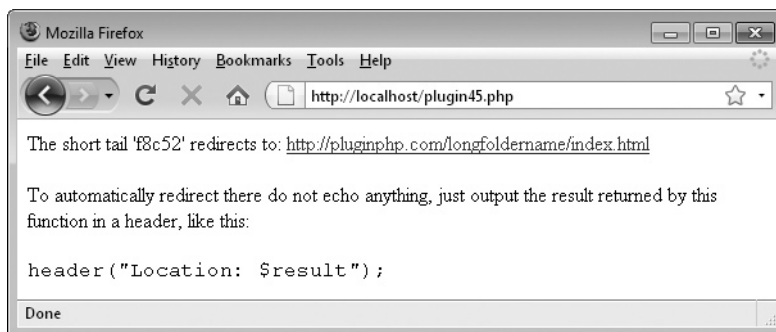 Mozilla Firefox
File Edit View History Bookmarks Tools Help
http://localhost/plugin45.php
The short tail 'f8c52' redirects to: http://pluginphp.com/longfoldername/index.html
To automatically redirect there do not echo anything, just output the result returned by this
function in a header, like this:
header("Location: $result");
Done